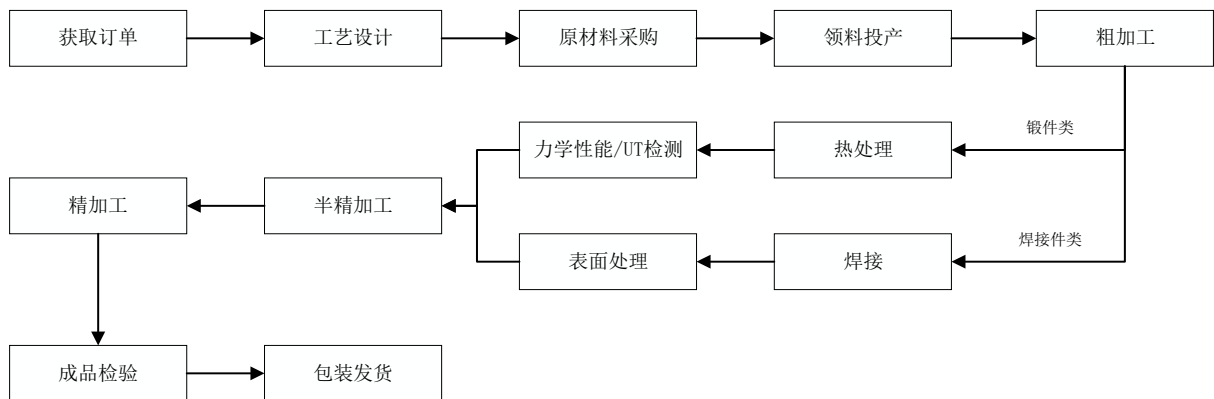 获取订单
工艺设计
原材料采购
领料投产
粗加工
锻件类
力学性能/UT检测
热处理
精加工
半精加工
焊接件类
表面处理
焊接
成品检验
包装发货